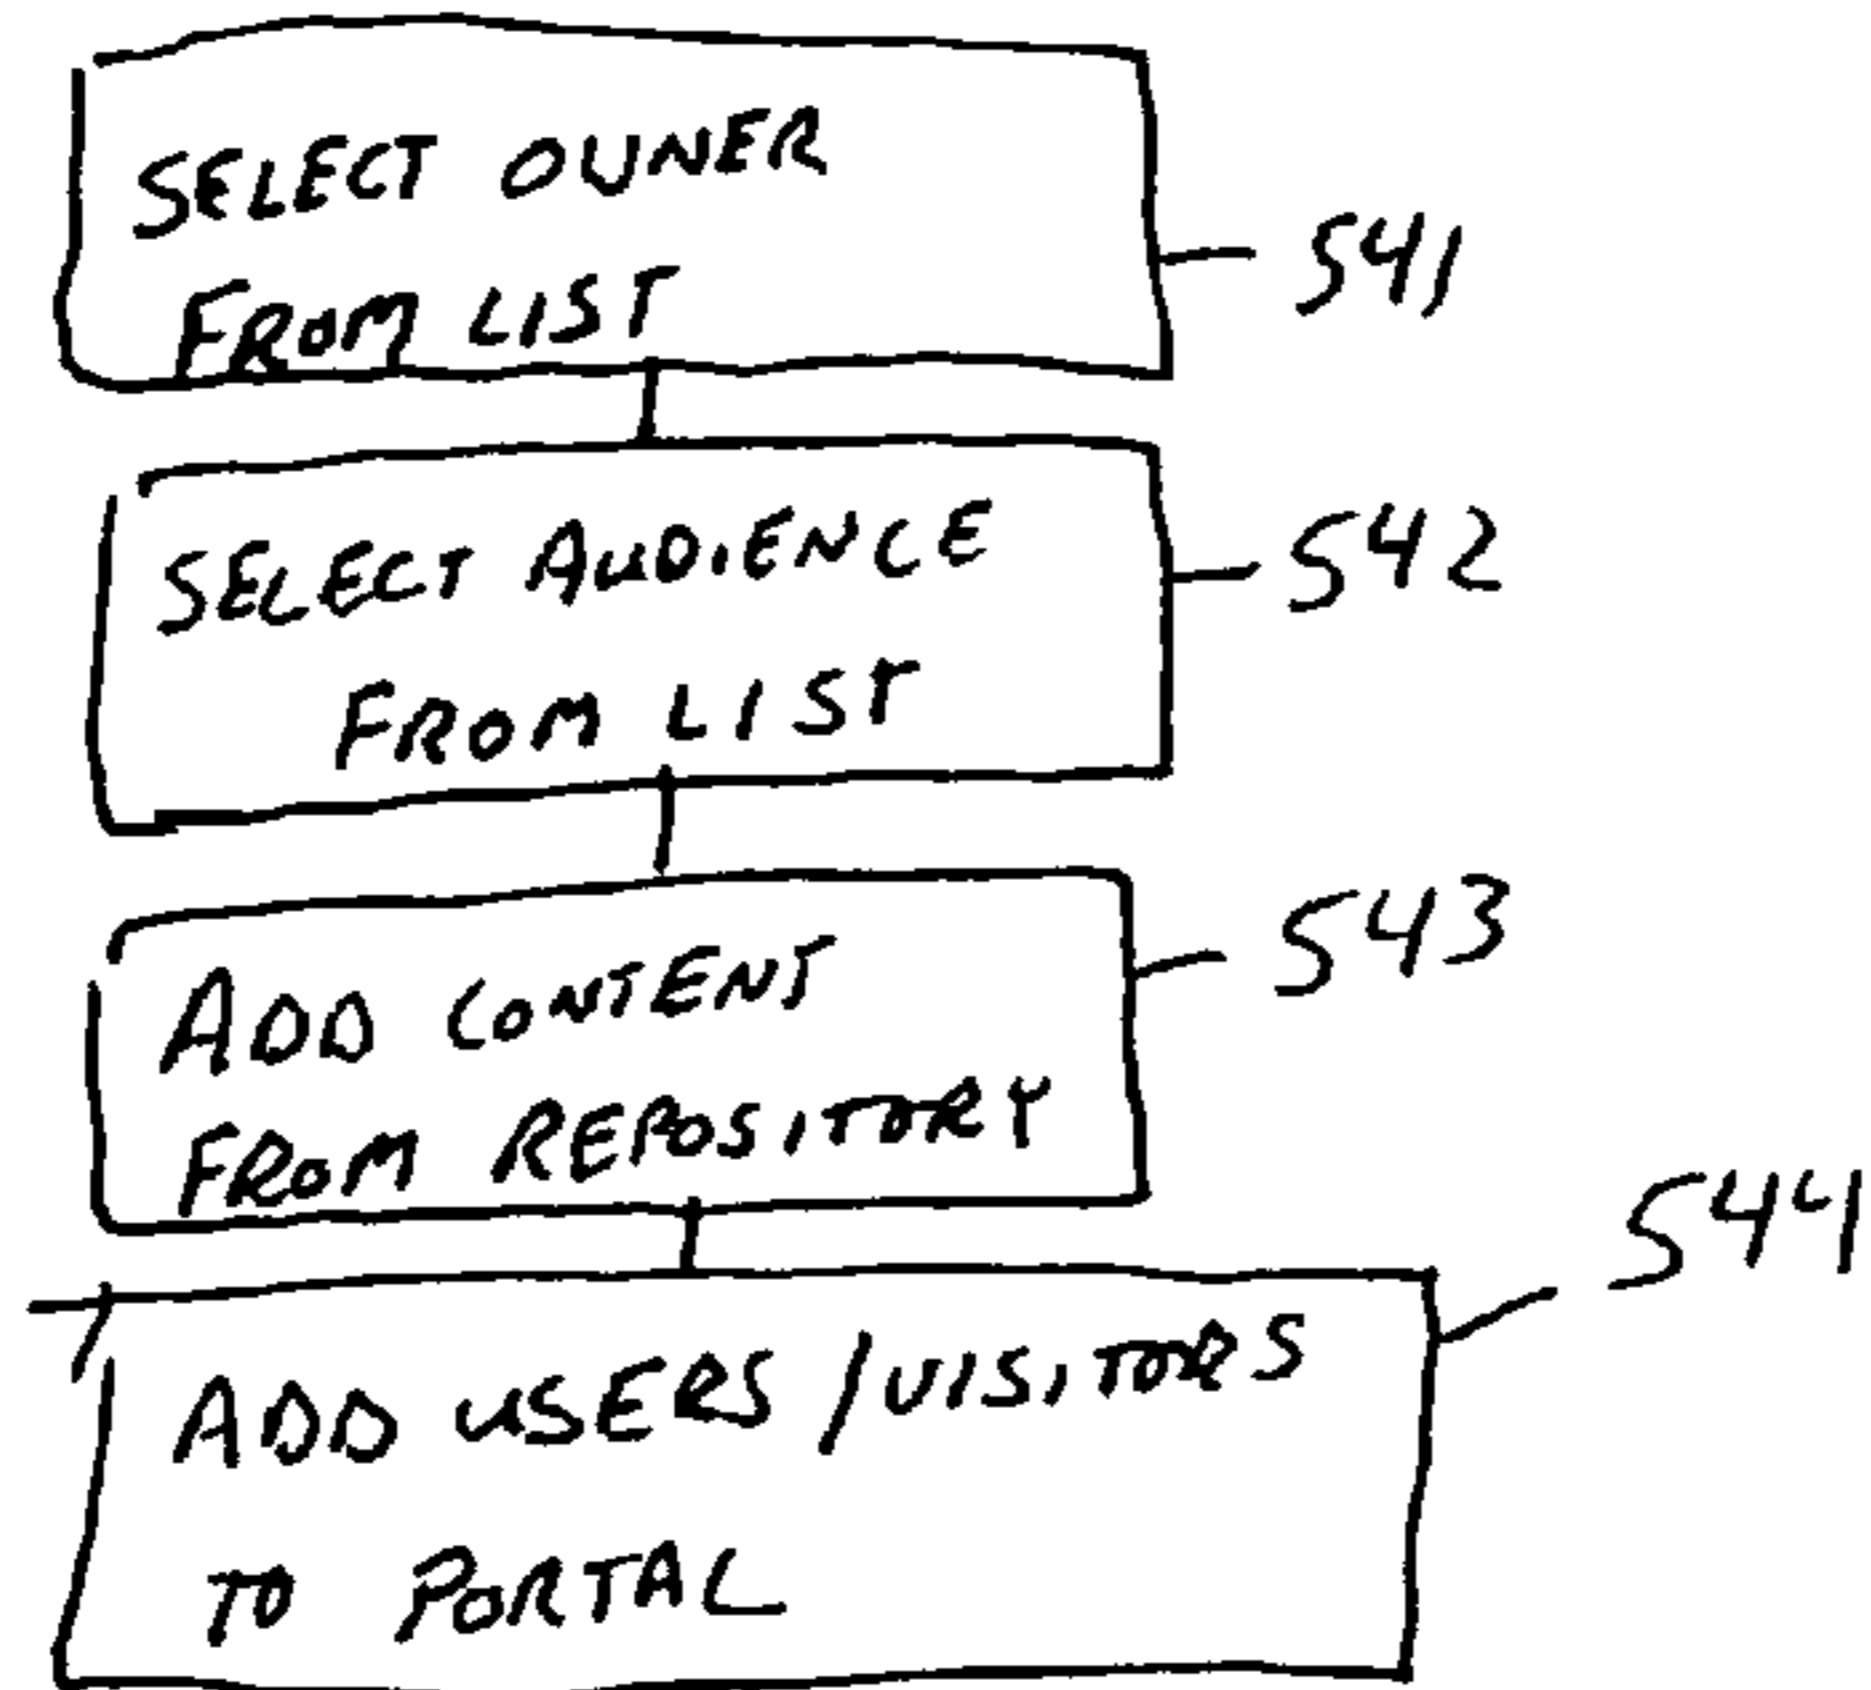 SELECT OWNER
FROM LIST
541
SELECT AUDIENCE
FROM LIST
542
ADD CONTENT
FROM REPOSITORY
543
ADD USERS/VISITORS
TO PORTAL
544